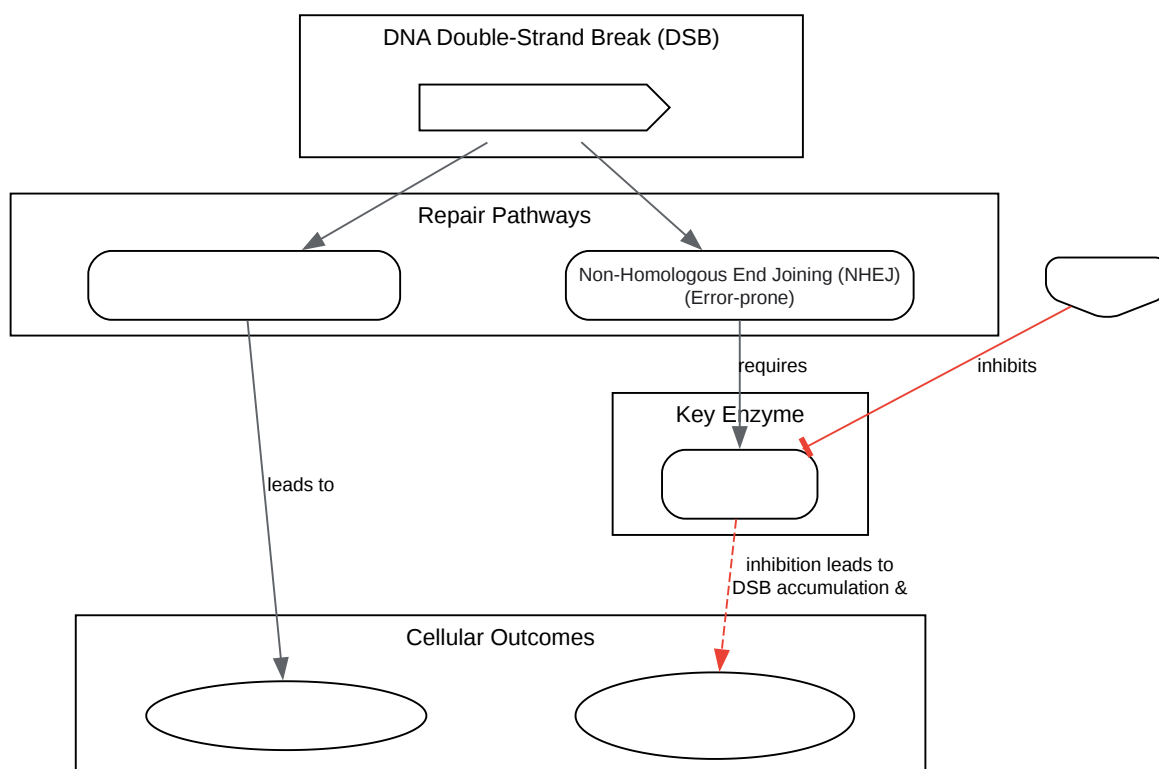 DNA Double-Strand Break (DSB)
Repair Pathways
Non-Homologous End Joining (NHEJ)
(Error-prone)
requires
inhibits
Key Enzyme
leads to
inhibition leads to
DSB accumulation &
Cellular Outcomes